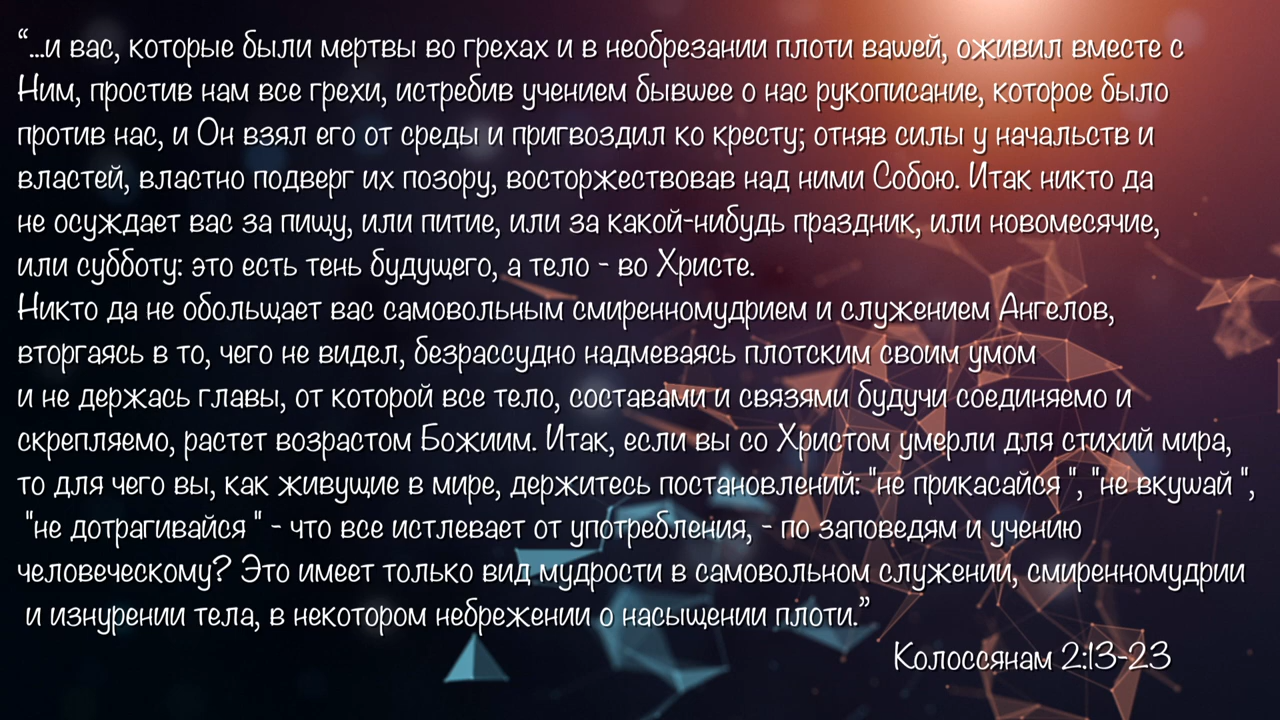 “...и вас, которые были мертвы во грехах и в необрезании плоти вашей, оживил вместе с
Ним, простив нам все грехи, истребив учением бывшее о нас рукописание, которое было
против нас, и Он взял его от среды и пригвоздил ко кресту; отняв силы у начальств и
властей, властно подверг их позору, восторжествовав над ними Собою. Итак никто да
не осуждает вас за пищу, или питие, или за какой-нибудь праздник, или новомесячие,
или субботу: это есть тень будущего, а тело - во Христе.
Никто да не обольщает вас самовольным смиренномудрием и служением Ангелов,
вторгаясь в то, чего не видел, безрассудно надмеваясь плотским своим умом
и не держась главы, от которой все тело, составами и связями будучи соединяемо и
скрепляемо, растет возрастом Божиим. Итак, если вы со Христом умерли для стихий мира,
то для чего вы, как живущие в мире, держитесь постановлений: "не прикасайся ", "не вкушай ",
"не дотрагивайся " - что все истлевает от употребления, - по заповедям и учению
человеческому? Это имеет только вид мудрости в самовольном служении, смиренномудрии
и изнурении тела, в некотором небрежении о насыщении плоти.”
Колоссянам 2:13-23